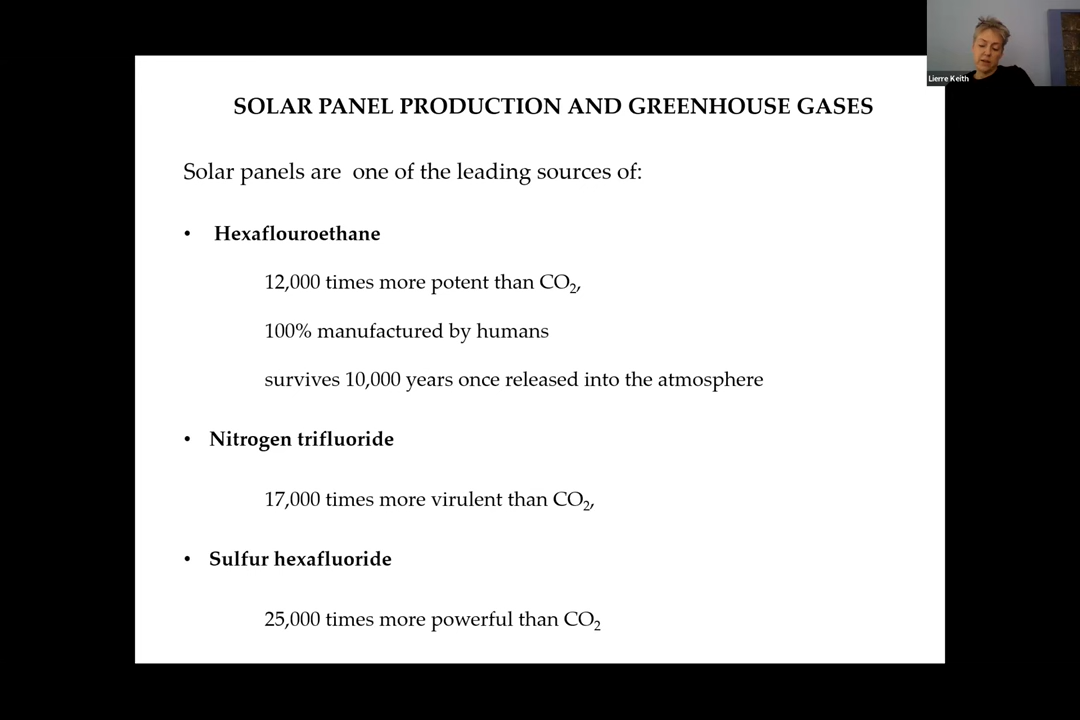 Lierre Keith
SOLAR PANEL PRODUCTION AND GREENHOUSE GASES
Solar panels are one of the leading sources of:
• Hexaflouroethane
12,000 times more potent than CO₂,
100% manufactured by humans
survives 10,000 years once released into the atmosphere
• Nitrogen trifluoride
17,000 times more virulent than CO₂,
• Sulfur hexafluoride
25,000 times more powerful than CO₂